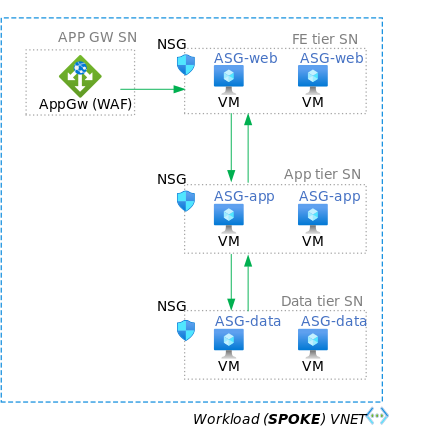 APP GW SN
AppGw (WAF)
NSG
FE tier SN
ASG-web ASG-web
VM VM
NSG
App tier SN
ASG-app ASG-app
VM VM
NSG
Data tier SN
ASG-data ASG-data
VM VM
Workload (SPOKE) VNET